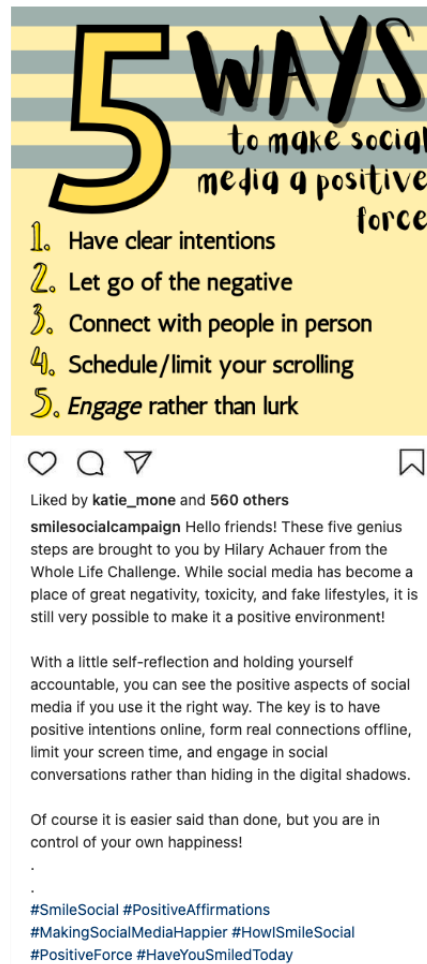 5 WAYS
to make social
media a positive
force
1. Have clear intentions
2. Let go of the negative
3. Connect with people in person
4. Schedule/limit your scrolling
5. Engage rather than lurk
Liked by katie_mone and 560 others
smilesocialcampaign Hello friends! These five genius
steps are brought to you by Hilary Achauer from the
Whole Life Challenge. While social media has become a
place of great negativity, toxicity, and fake lifestyles, it is
still very possible to make it a positive environment!
With a little self-reflection and holding yourself
accountable, you can see the positive aspects of social
media if you use it the right way. The key is to have
positive intentions online, form real connections offline,
limit your screen time, and engage in social
conversations rather than hiding in the digital shadows.
Of course it is easier said than done, but you are in
control of your own happiness!
.
.
#SmileSocial #PositiveAffirmations
#MakingSocialMediaHappier #HowISmileSocial
#PositiveForce #HaveYouSmiledToday